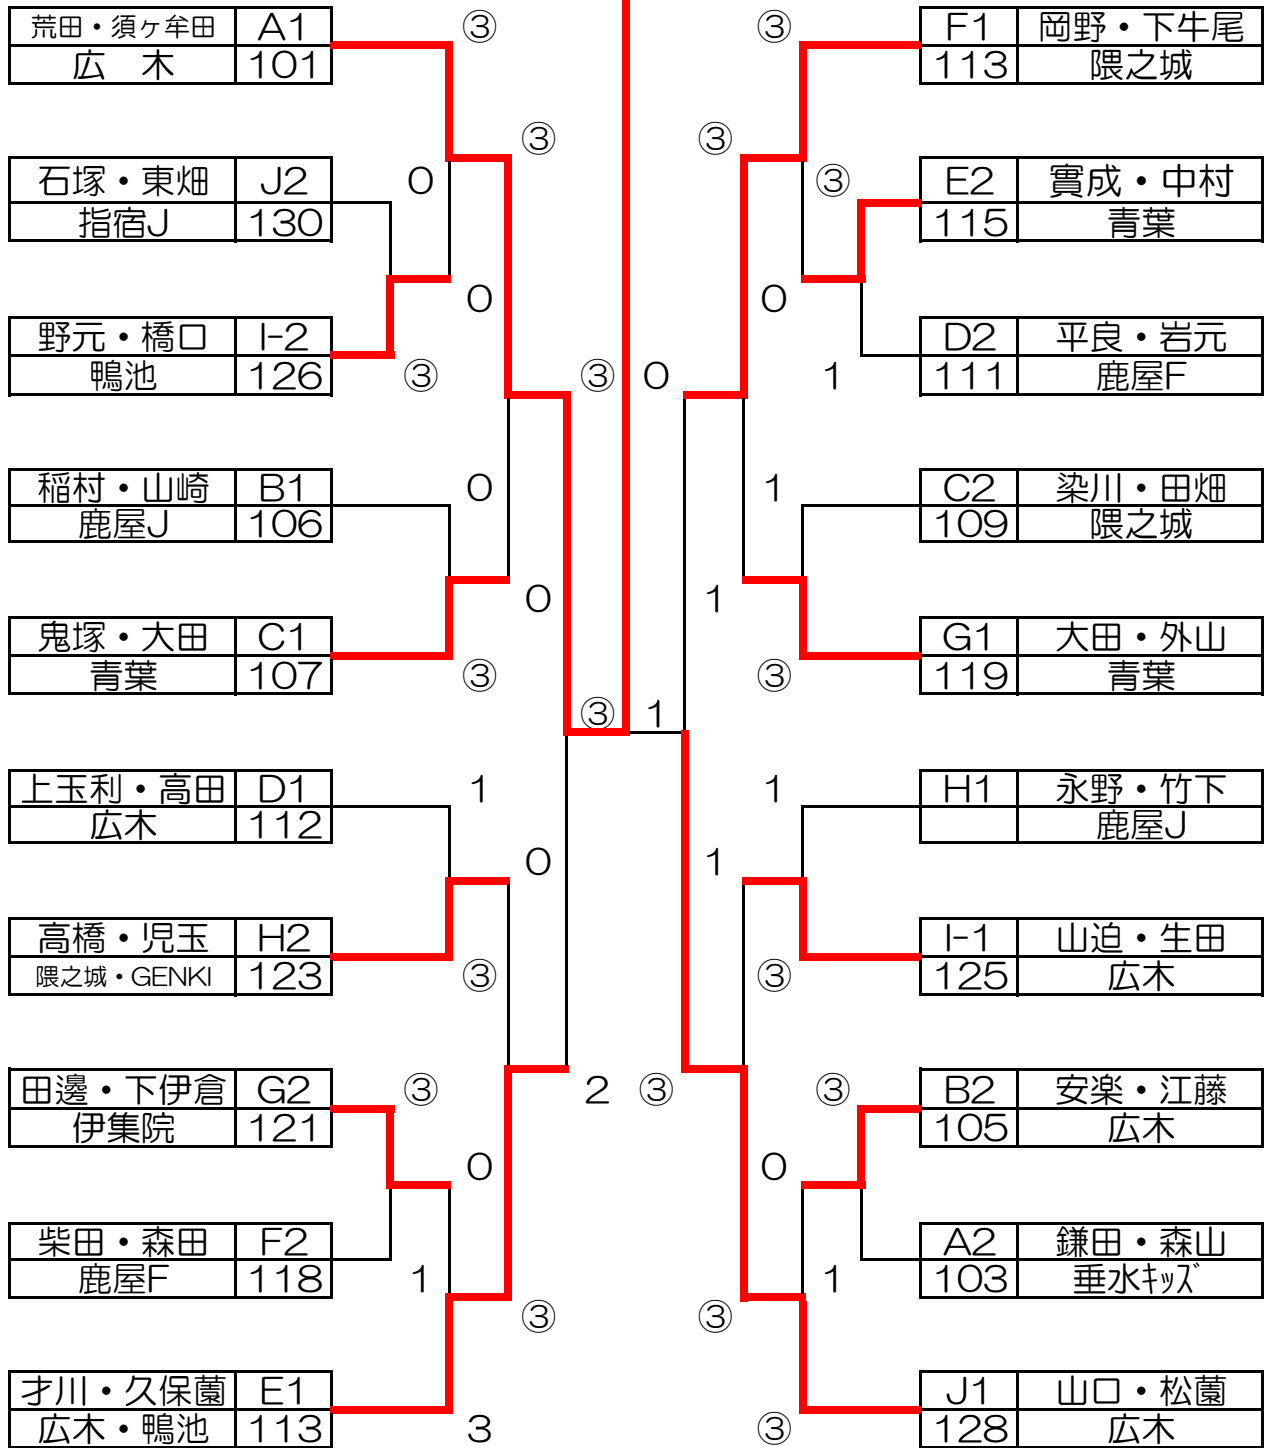 荒田・須ヶ牟田 A1 ③ ③ F1 岡野・下牛尾
広 木 101 113 隈之城
③ ③
石塚・東畑 J2 0 ③ E2 實成・中村
指宿J 130 115 青葉
0 0
野元・橋口 I-2 D2 平良・岩元
鴨池 126 ③ ③ 0 1 111 鹿屋F
稲村・山崎 B1 0 1 C2 染川・田畑
鹿屋J 106 109 隈之城
0 1
鬼塚・大田 C1 G1 大田・外山
青葉 107 ③ ③ 119 青葉
③ 1
上玉利・高田 D1 1 1 H1 永野・竹下
広木 112 鹿屋J
0 1
高橋・児玉 H2 I-1 山迫・生田
隈之城・GENKI 123 ③ ③ 125 広木
田邊・下伊倉 G2 ③ 2 ③ ③ B2 安楽・江藤
伊集院 121 105 広木
0 0
柴田・森田 F2 A2 鎌田・森山
鹿屋F 118 1 1 103 垂水ｷｯｽﾞ
③ ③
才川・久保薗 E1 J1 山口・松薗
広木・鴨池 113 3 ③ 128 広木